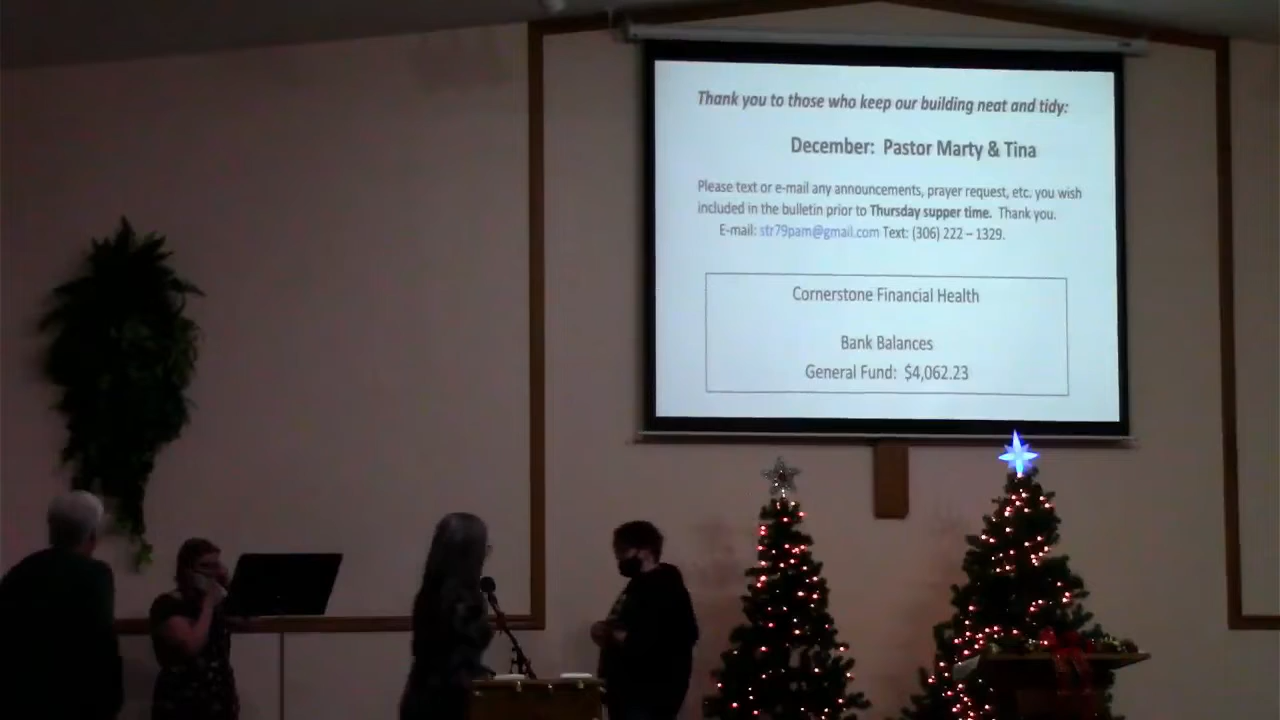 Thank you to those who keep our building neat and tidy:
December: Pastor Marty & Tina
Please text or e-mail any announcements, prayer request, etc. you wish
included in the bulletin prior to Thursday supper time. Thank you.
E-mail: str79pam@gmail.com Text: (306) 222 – 1329.
Cornerstone Financial Health
Bank Balances
General Fund: $4,062.23